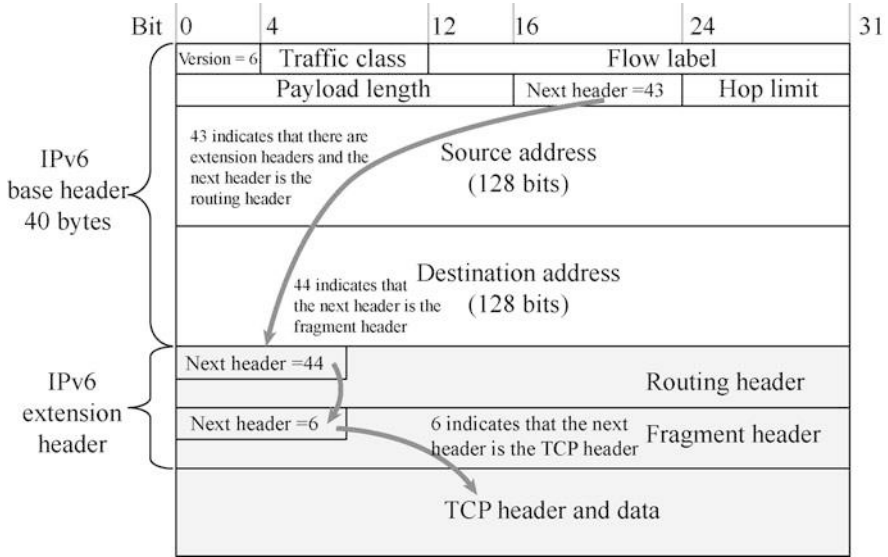 Bit 0 4 12 16 24 31
Version = 6 Traffic class Flow label
Payload length Next header =43 Hop limit
43 indicates that there are
extension headers and the
next header is the
routing header
Source address
(128 bits)
IPv6
base header
40 bytes
Destination address
(128 bits)
44 indicates that
the next header is the
fragment header
Next header =44
Routing header
IPv6
extension
header
Next header =6
6 indicates that the next
header is the TCP header
Fragment header
TCP header and data